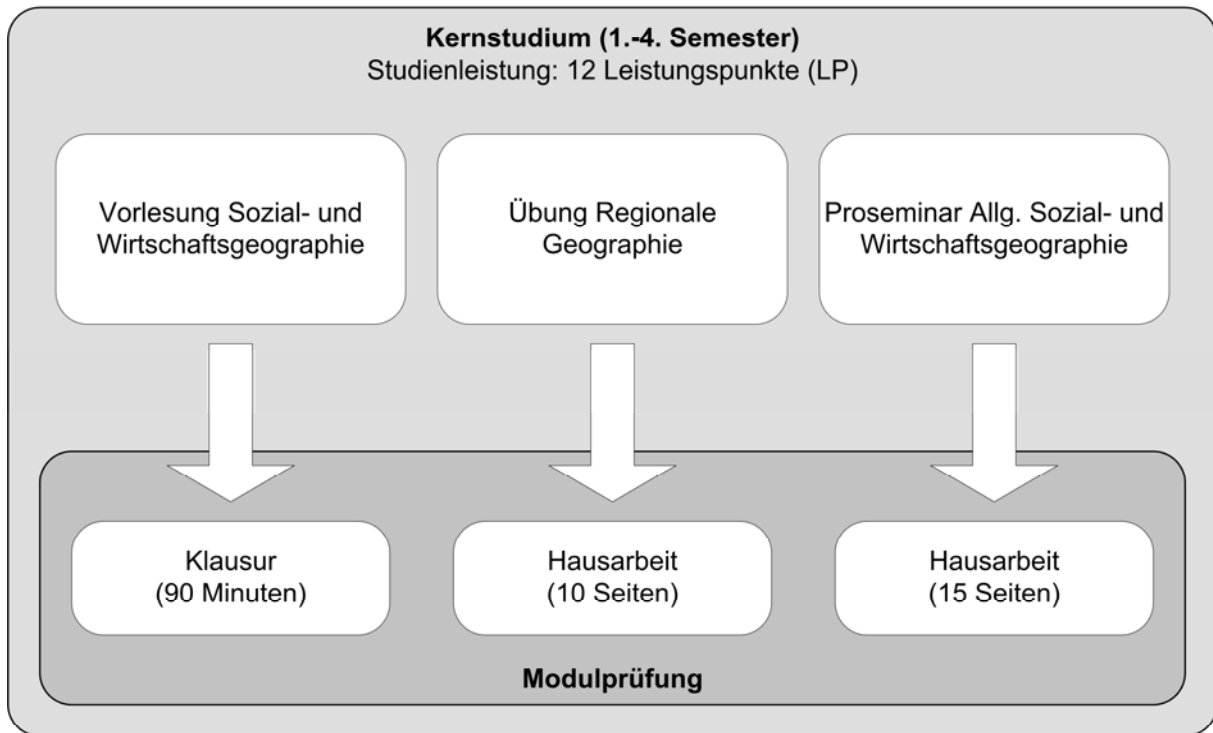 Kernstudium (1.-4. Semester)
Studienleistung: 12 Leistungspunkte (LP)
Vorlesung Sozial- und
Wirtschaftsgeographie
Übung Regionale
Geographie
Proseminar Allg. Sozial- und
Wirtschaftsgeographie
Klausur
(90 Minuten)
Hausarbeit
(10 Seiten)
Hausarbeit
(15 Seiten)
Modulprüfung